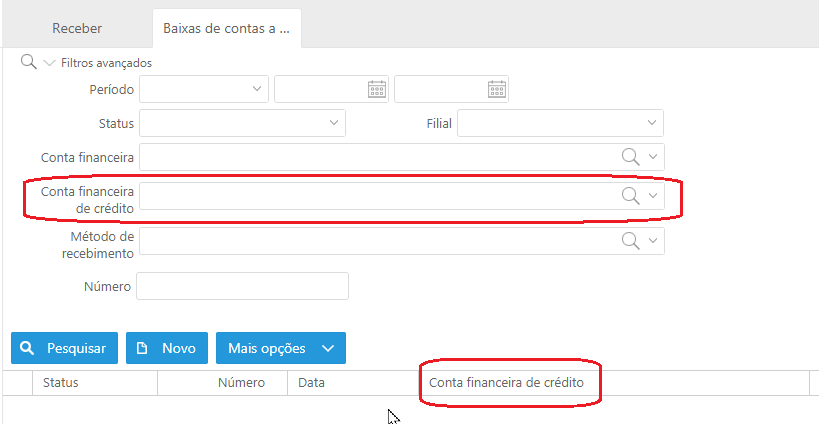 Receber
Baixas de contas a ...
Filtros avançados
Período
Status
Filial
Conta financeira
Conta financeira
de crédito
Método de
recebimento
Número
Pesquisar
Novo
Mais opções
Status
Número
Data
Conta financeira de crédito